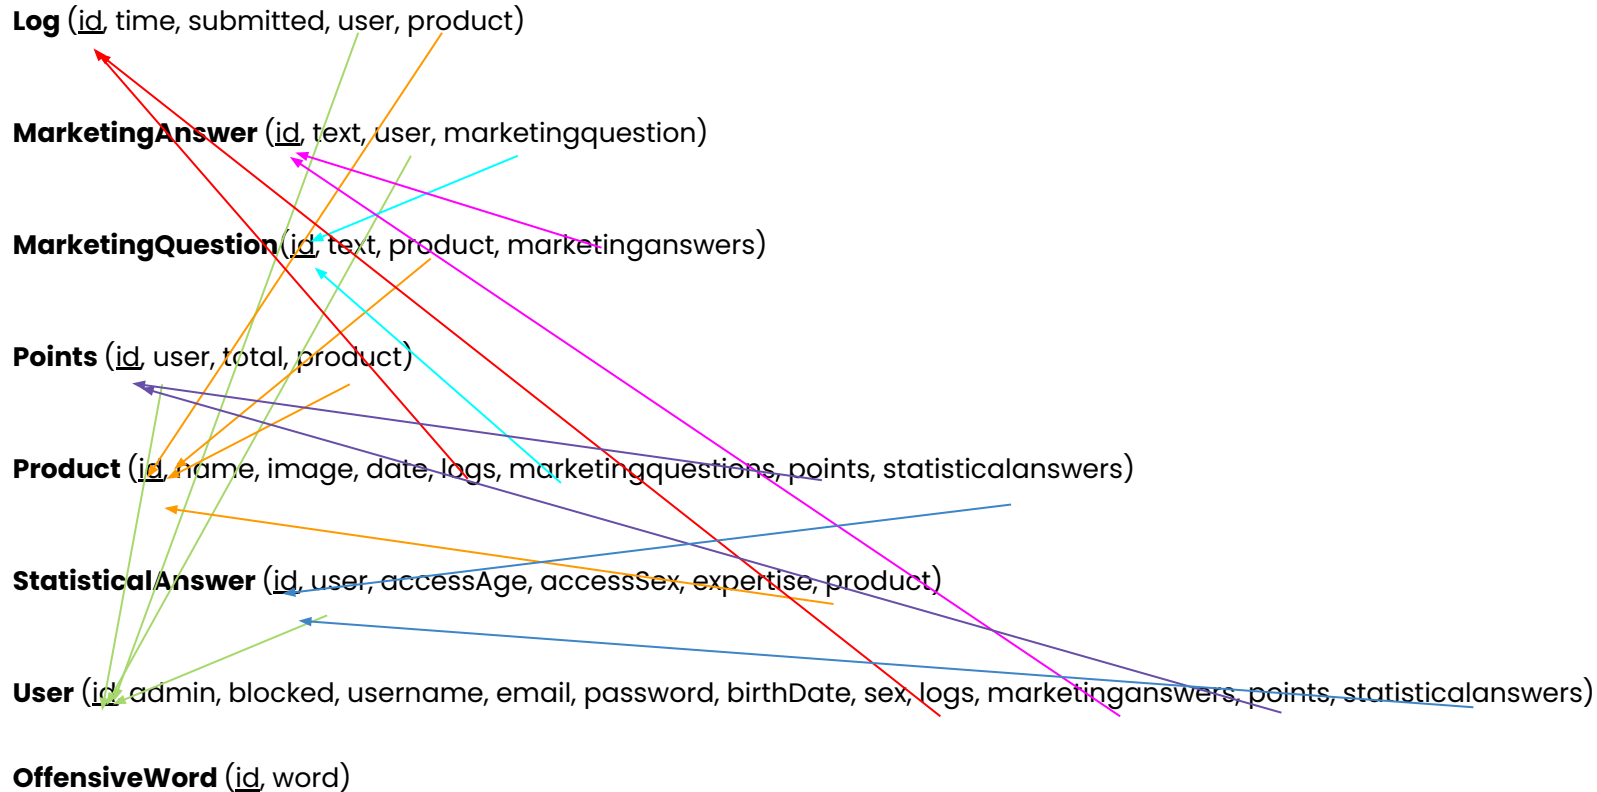 Log (id, time, submitted, user, product)
MarketingAnswer (id, text, user, marketingquestion)
MarketingQuestion(id, text, product, marketinganswers)
Points (id, user, total, product)
Product (id, name, image, date, logs, marketingquestions, points, statisticalanswers)
StatisticalAnswer (id, user, accessAge, accessSex, expertise, product)
User (id, admin, blocked, username, email, password, birthDate, sex, logs, marketinganswers, points, statisticalanswers)
OffensiveWord (id, word)